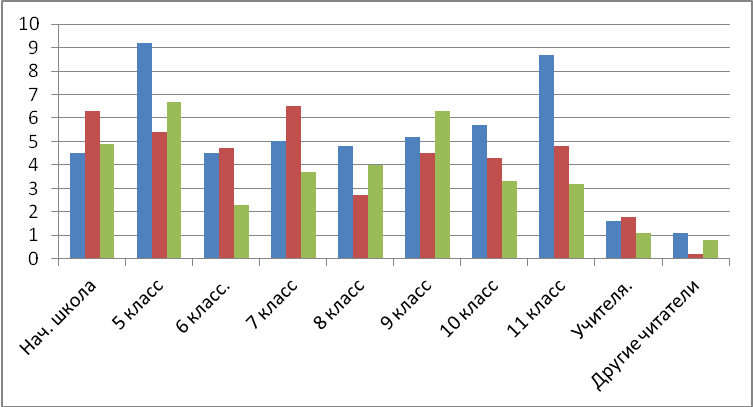 10
9
8
7
6
5
4
3
2
1
0
Нач. школа
5 класс
6 класс.
7 класс
8 класс
9 класс
10 класс
11 класс
Учителя.
Другие читатели